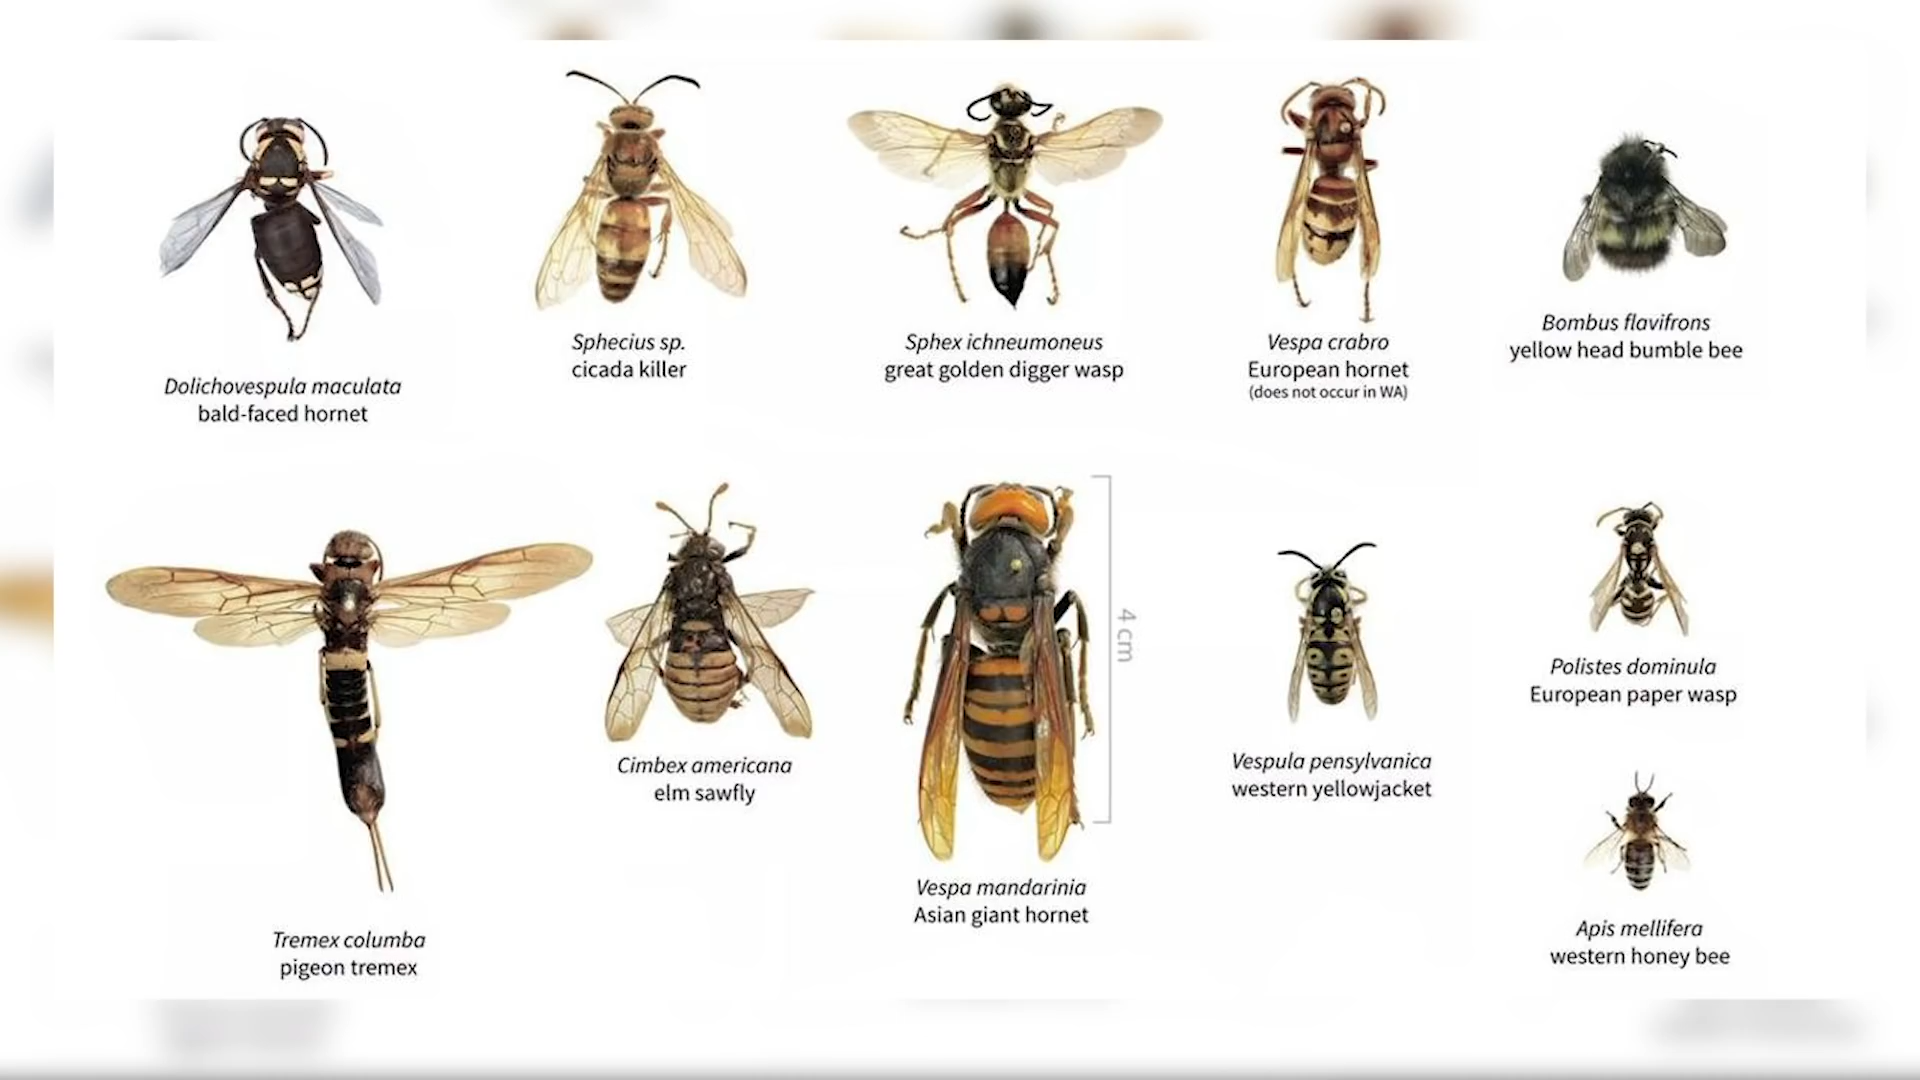 Dolichovespula maculata
bald-faced hornet
Sphecius sp.
cicada killer
Sphex ichneumoneus
great golden digger wasp
Vespa crabro
European hornet
(does not occur in WA)
Bombus flavifrons
yellow head bumble bee
Tremex columba
pigeon tremex
Cimbex americana
elm sawfly
4 cm
Vespa mandarinia
Asian giant hornet
Vespula pensylvanica
western yellowjacket
Polistes dominula
European paper wasp
Apis mellifera
western honey bee